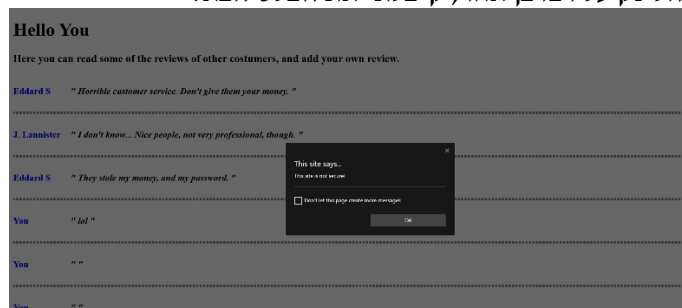 Hello You
Here you can read some of the reviews of other costumers, and add your own review.
Eddard S " Horrible customer service. Don't give them your money. "
J. Lannister " I don't know... Nice people, not very professional, though. "
Eddard S " They stole my money, and my password. "
You " lol "
You " "
You " "
This site says...
This site is not secure!
Don't let this page create more messages
OK